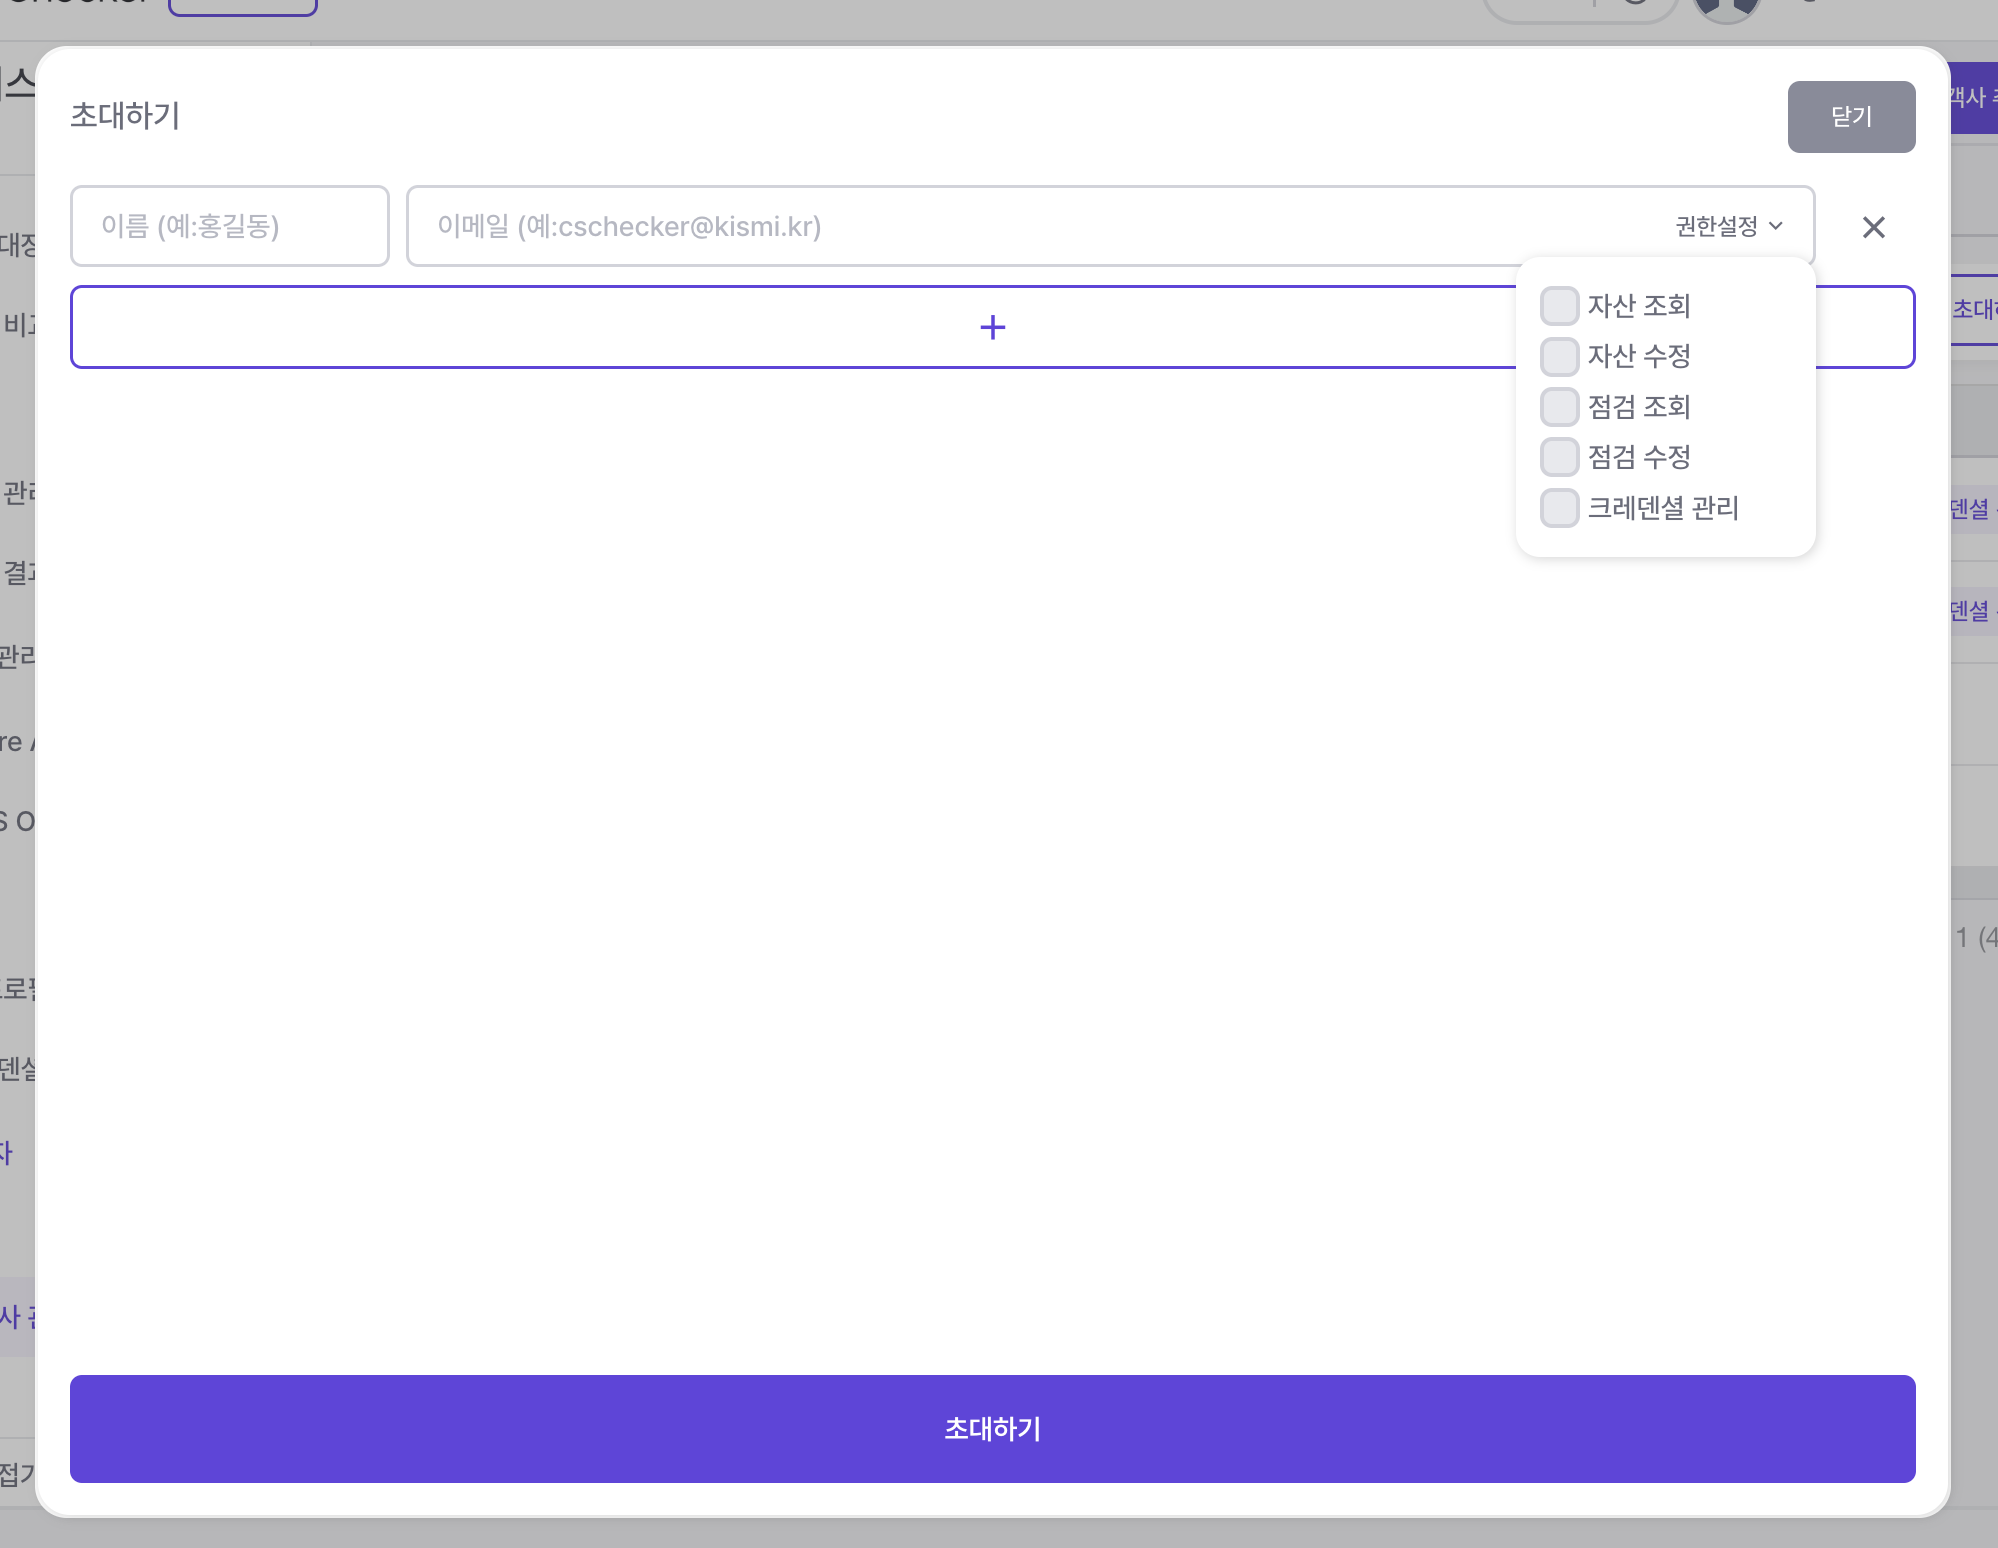 초대하기
닫기
이름 (예:홍길동)
이메일 (예:cschecker@kismi.kr)
권한설정
+
자산 조회
자산 수정
점검 조회
점검 수정
크레덴셜 관리
초대하기
1 (4